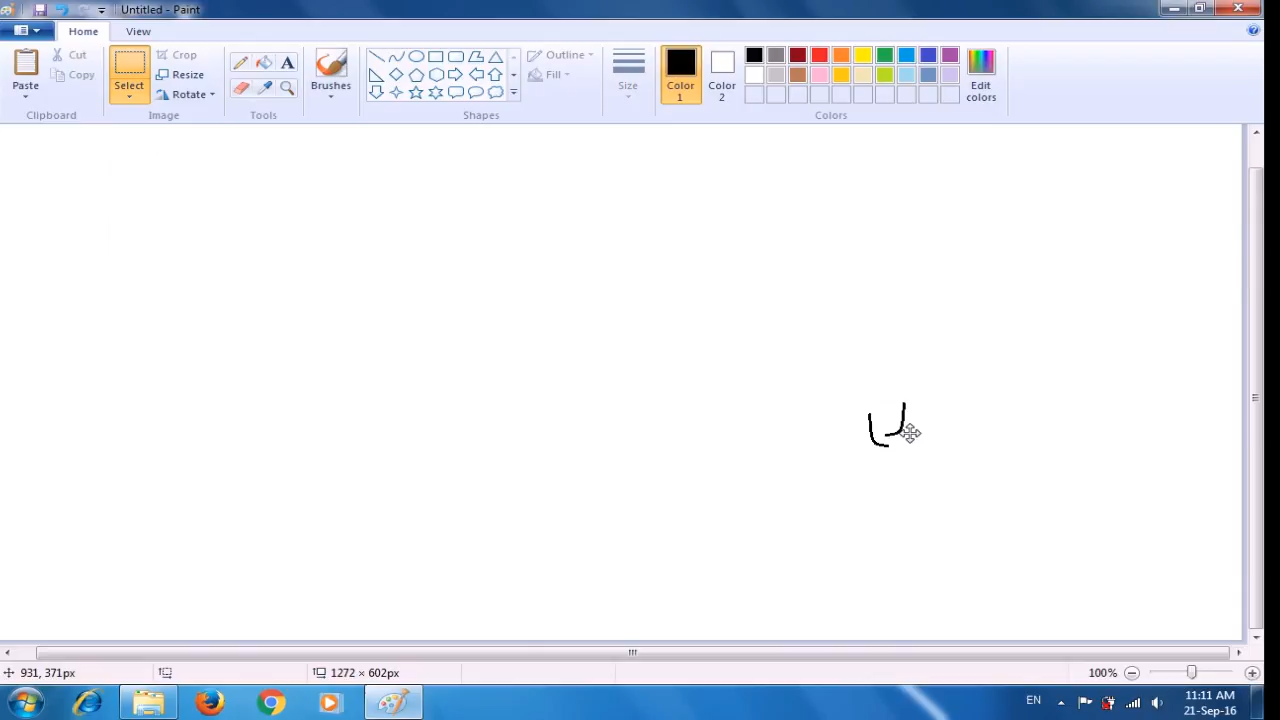 Untitled - Paint
Home View
Paste
Cut
Copy
Clipboard
Select
Crop
Resize
Rotate
Image
A
Tools
Brushes
Shapes
Outline
Fill
Size
Color 1
Color 2
Edit colors
Colors
931, 371px
1272 × 602px
100%
EN
11:11 AM
21-Sep-16